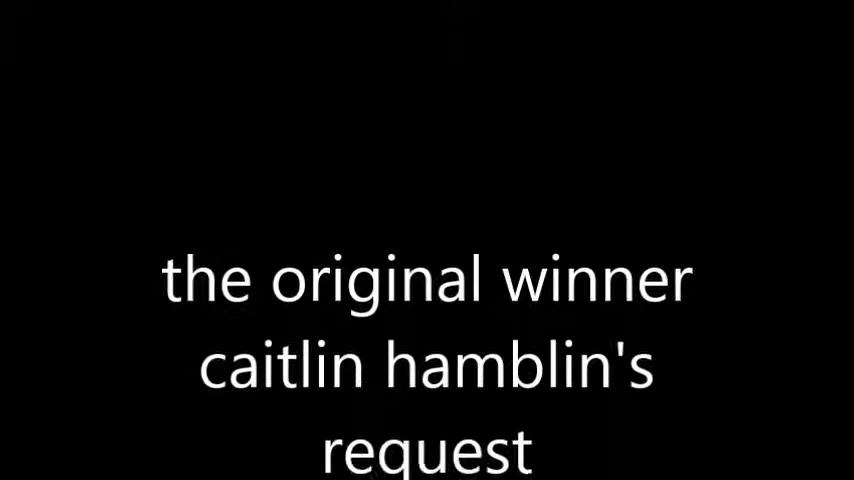 the original winner
caitlin hamblin's
request